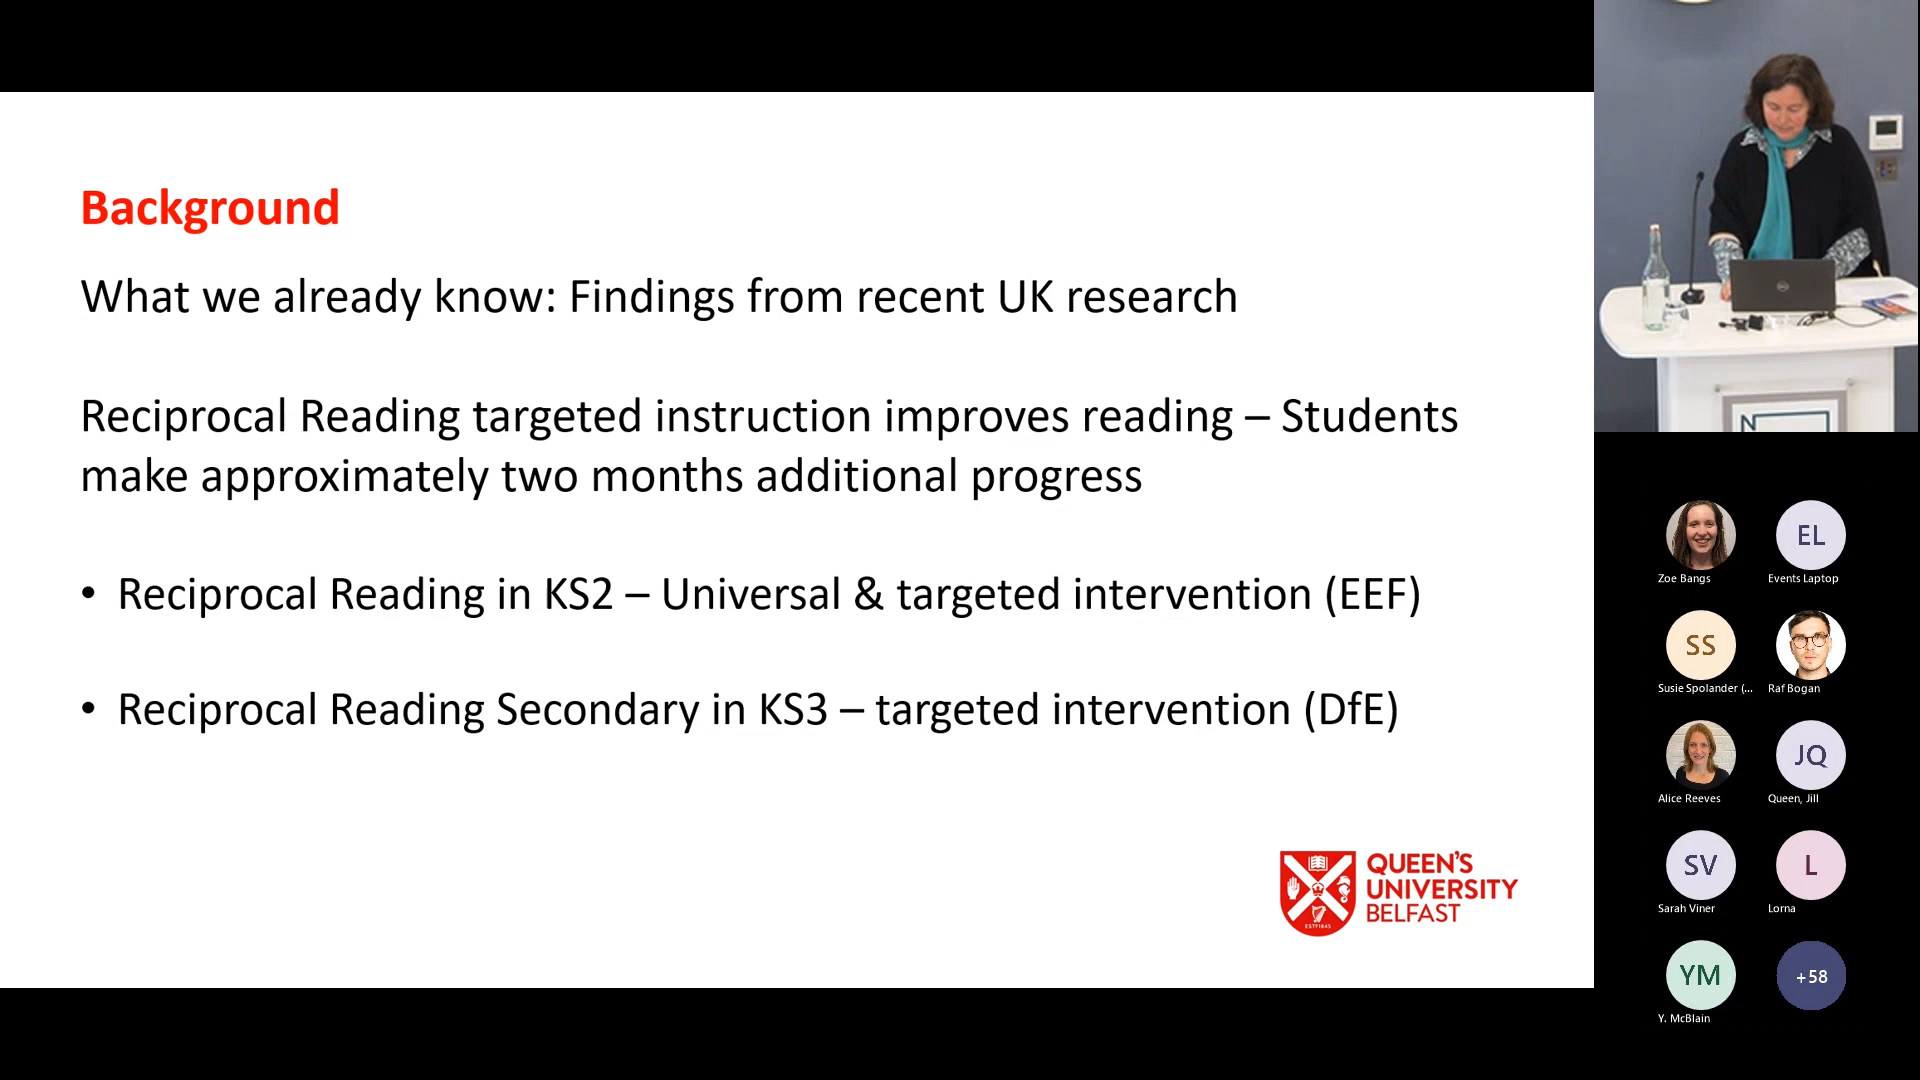 Background
What we already know: Findings from recent UK research
Reciprocal Reading targeted instruction improves reading – Students
make approximately two months additional progress
• Reciprocal Reading in KS2 – Universal & targeted intervention (EEF)
• Reciprocal Reading Secondary in KS3 – targeted intervention (DfE)
QUEEN'S
UNIVERSITY
BELFAST
ESTD1845
N
DELL
Zoe Bangs
EL
Events Laptop
SS
Susie Spolander (...
Raf Bogan
Alice Reeves
JQ
Queen, Jill
SV
Sarah Viner
L
Lorna
YM
Y. McBlain
+58